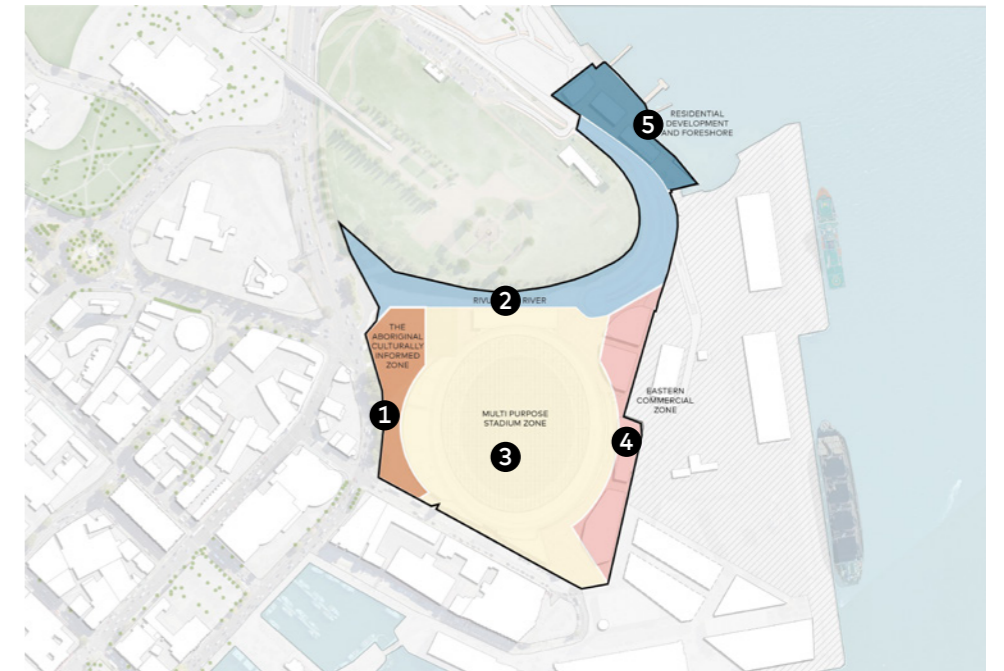 5
RESIDENTIAL
DEVELOPMENT
AND FORESHORE
2
RIVER
THE
ABORIGINAL
CULTURALLY
INFORMED
ZONE
1
MULTI PURPOSE
STADIUM ZONE
3
EASTERN
COMMERCIAL
ZONE
4